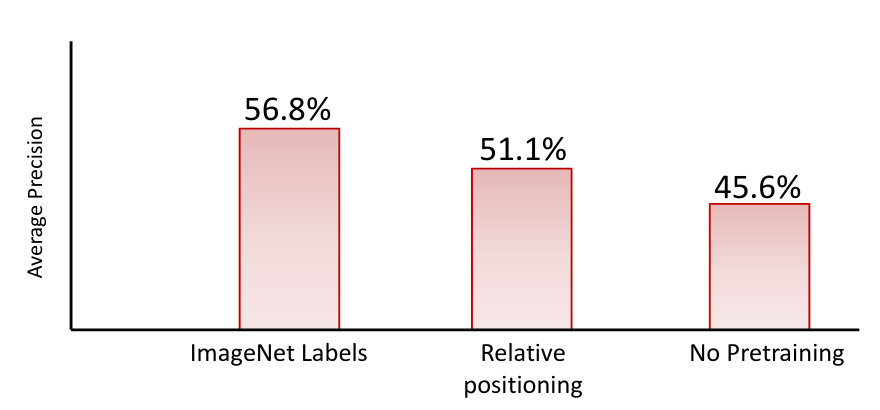 56.8%
51.1%
45.6%
Average Precision
ImageNet Labels
Relative
positioning
No Pretraining